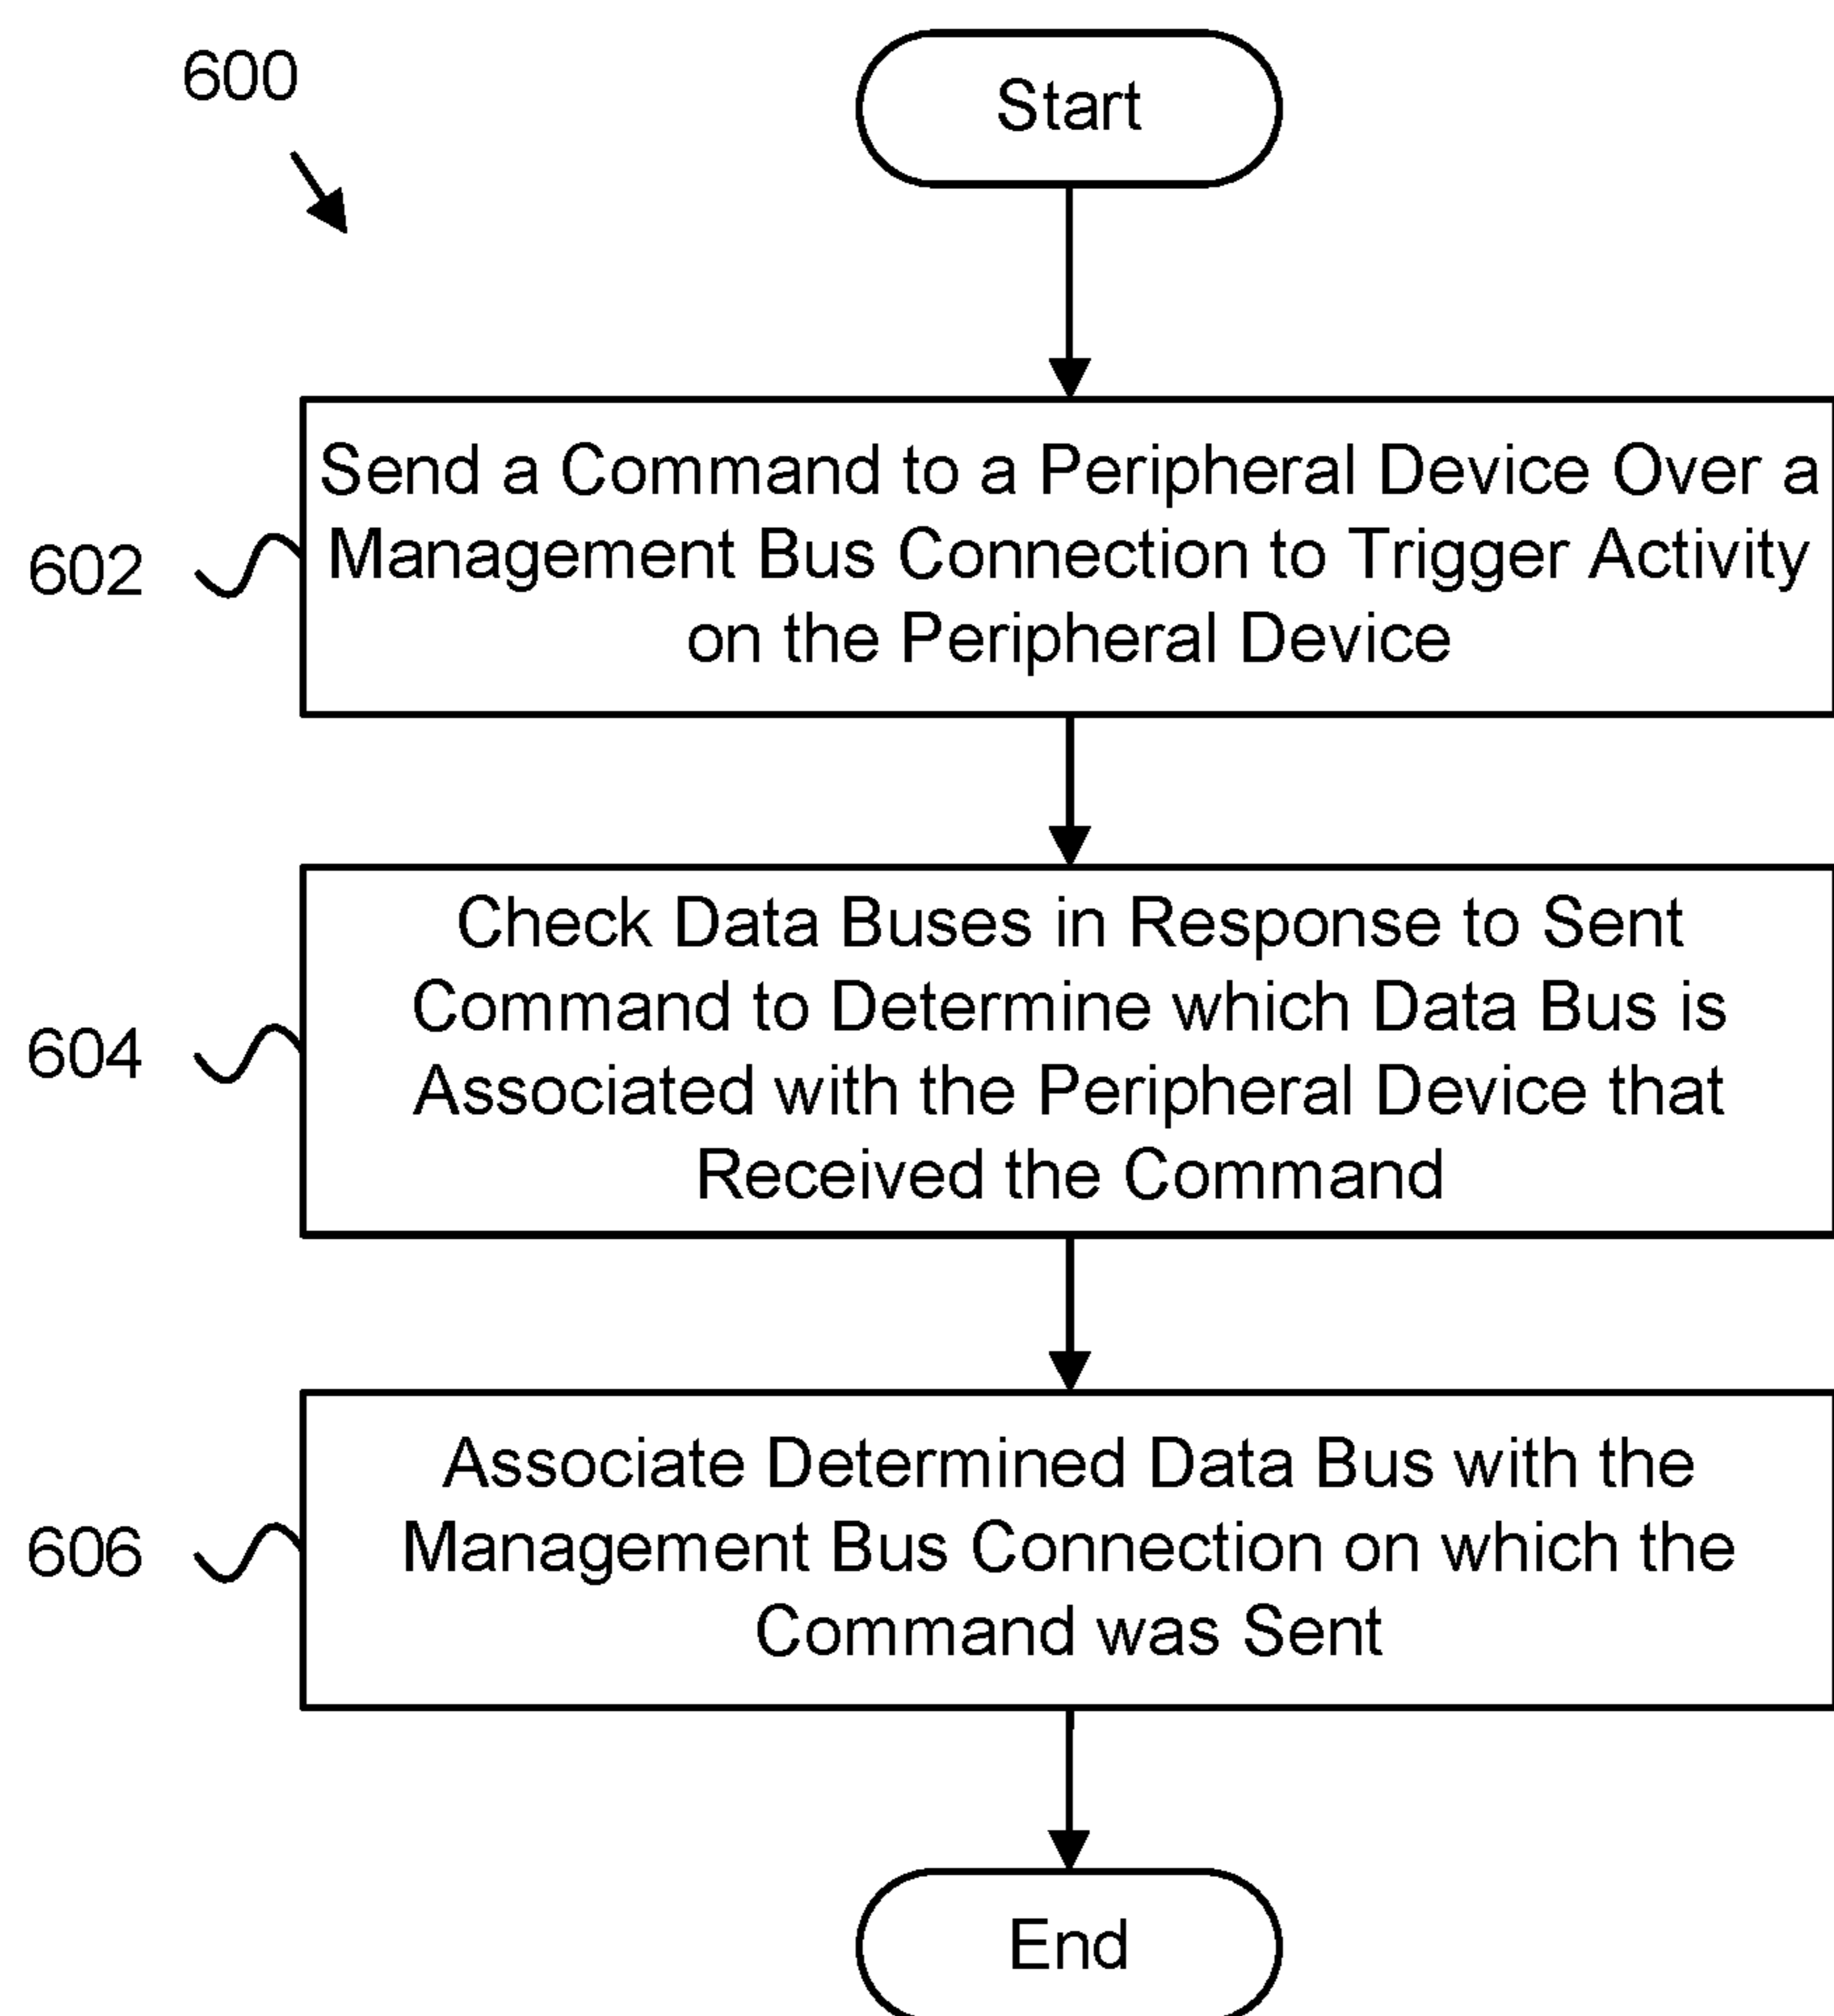 600
Start
Send a Command to a Peripheral Device Over a
Management Bus Connection to Trigger Activity
on the Peripheral Device
602
Check Data Buses in Response to Sent
Command to Determine which Data Bus is
Associated with the Peripheral Device that
Received the Command
604
Associate Determined Data Bus with the
Management Bus Connection on which the
Command was Sent
606
End